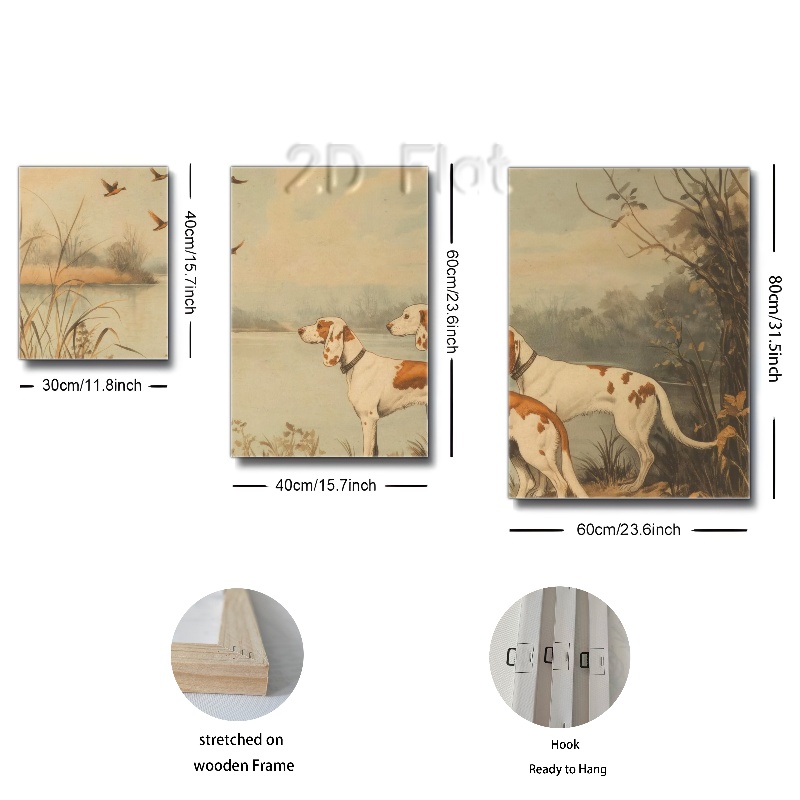 2D Flat
40cm/15.7inch
30cm/11.8inch
60cm/23.6inch
40cm/15.7inch
80cm/31.5inch
60cm/23.6inch
stretched on
wooden Frame
Hook
Ready to Hang